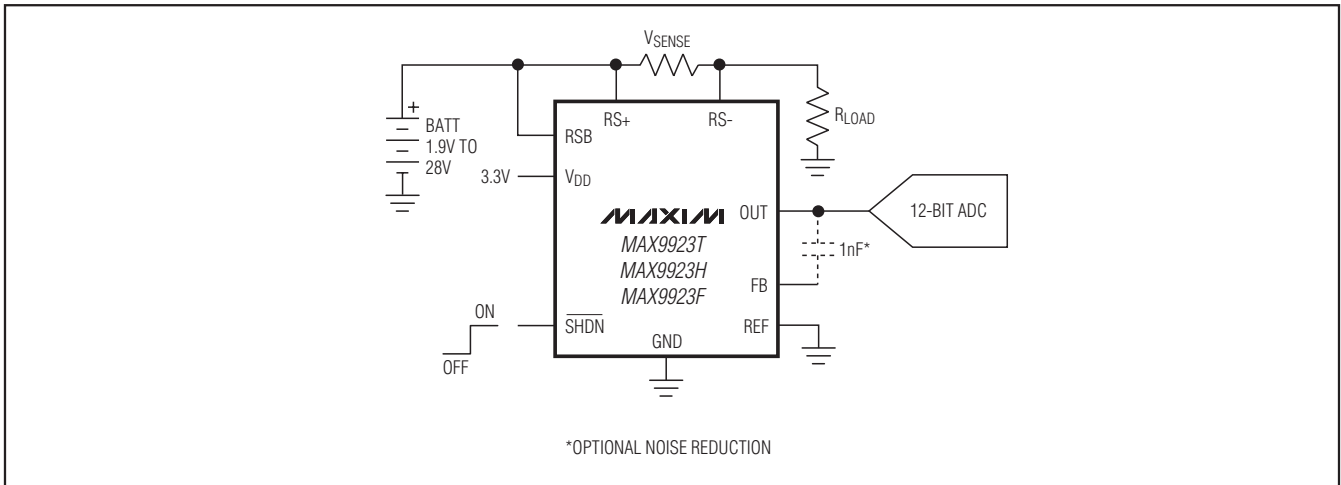 VSENSE
+
BATT
1.9V TO
28V
RS+
RS-
RLOAD
RSB
3.3V
VDD
MAXIM
MAX9923T
MAX9923H
MAX9923F
OUT
12-BIT ADC
1nF*
FB
ON
OFF
SHDN
REF
GND
*OPTIONAL NOISE REDUCTION